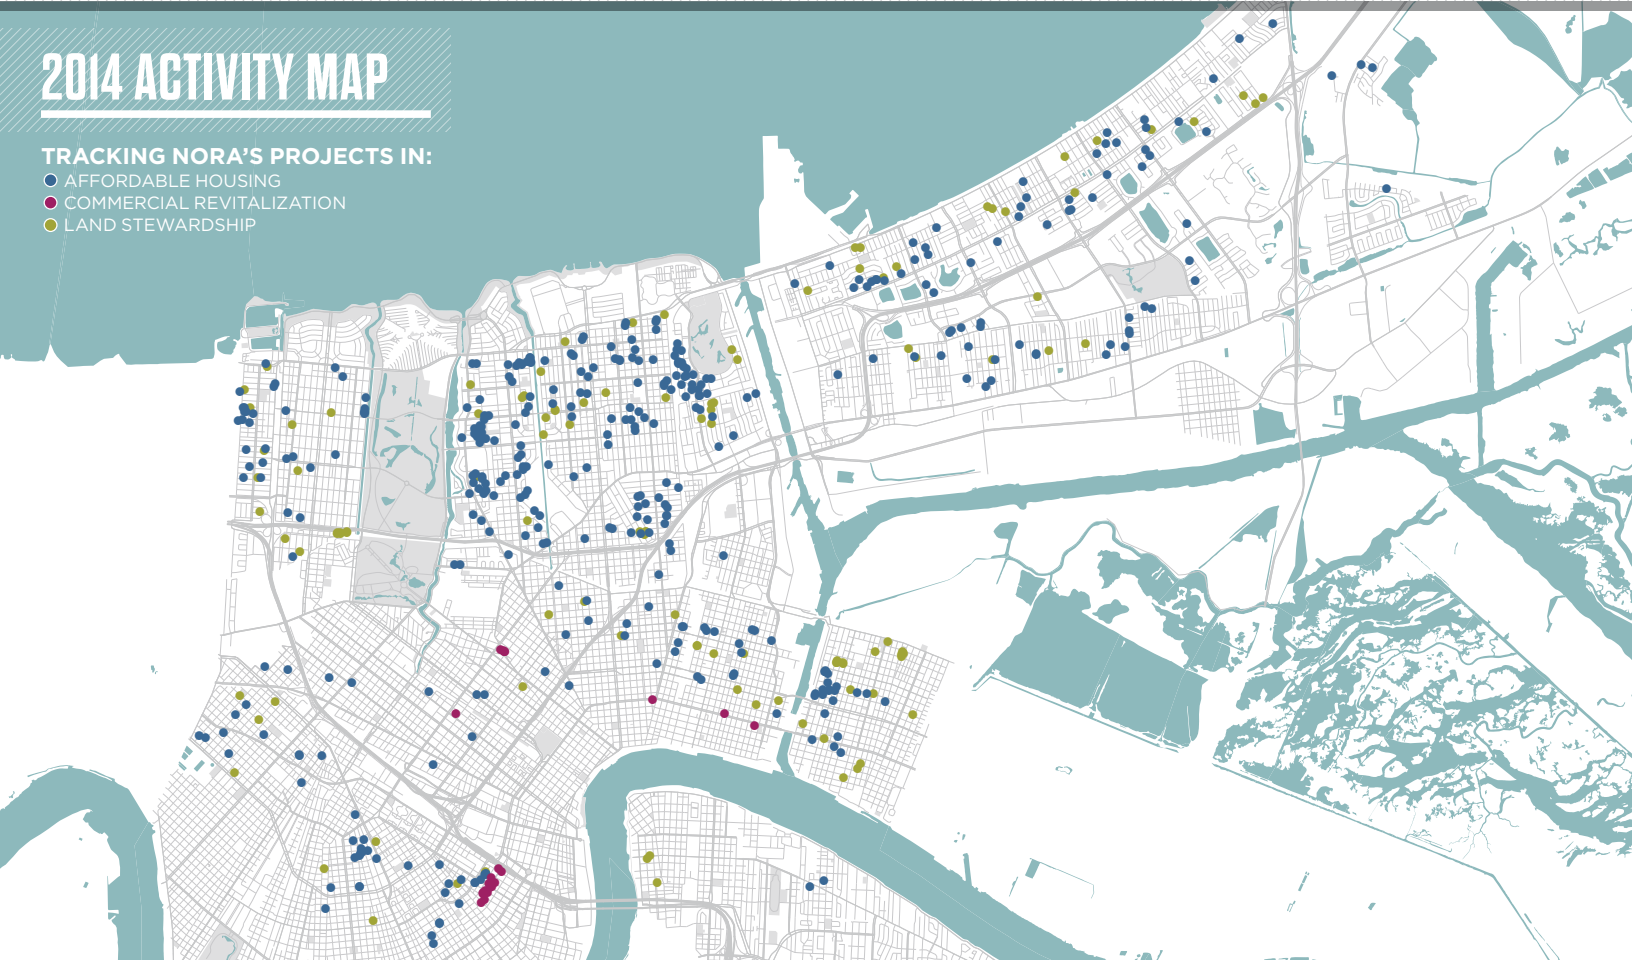 2014 ACTIVITY MAP
TRACKING NORA'S PROJECTS IN:
AFFORDABLE HOUSING
COMMERCIAL REVITALIZATION
LAND STEWARDSHIP